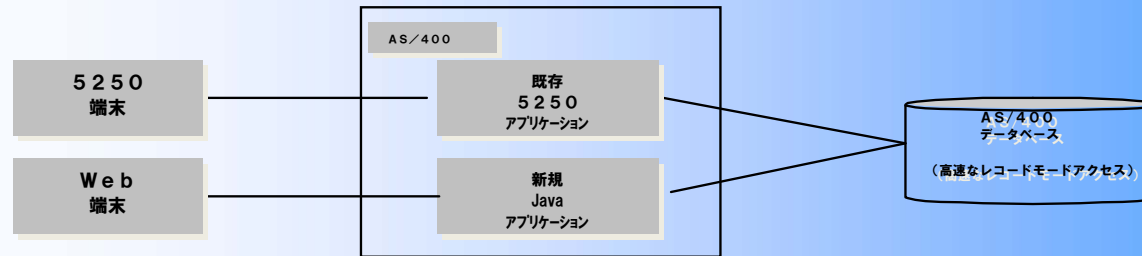 AS/400
5250
端末
既存
5250
アプリケーション
Web
端末
新規
Java
アプリケーション
AS/400
データベース
(高速なレコードモードアクセス)